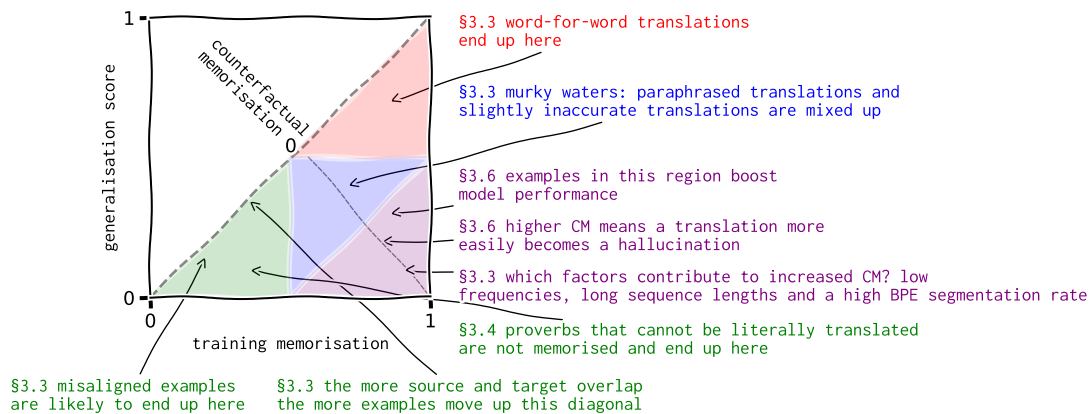 1
§3.3 word-for-word translations
end up here
counterfactual
memorisation
0
generalisation score
§3.3 murky waters: paraphrased translations and
slightly inaccurate translations are mixed up
§3.6 examples in this region boost
model performance
§3.6 higher CM means a translation more
easily becomes a hallucination
§3.3 which factors contribute to increased CM? low
frequencies, long sequence lengths and a high BPE segmentation rate
0
0
1
training memorisation
§3.4 proverbs that cannot be literally translated
are not memorised and end up here
§3.3 misaligned examples
are likely to end up here
§3.3 the more source and target overlap
the more examples move up this diagonal